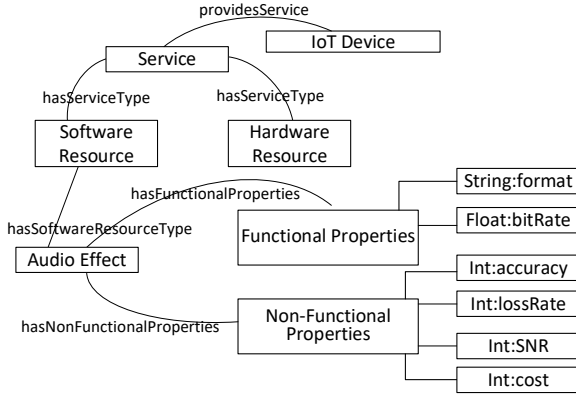 providesService
IoT Device
Service
hasServiceType
hasServiceType
Software
Resource
Hardware
Resource
hasFunctionalProperties
String:format
Float:bitRate
hasSoftwareResourceType
Functional Properties
Audio Effect
Int:accuracy
Int:lossRate
hasNonFunctionalProperties
Non-Functional
Properties
Int:SNR
Int:cost